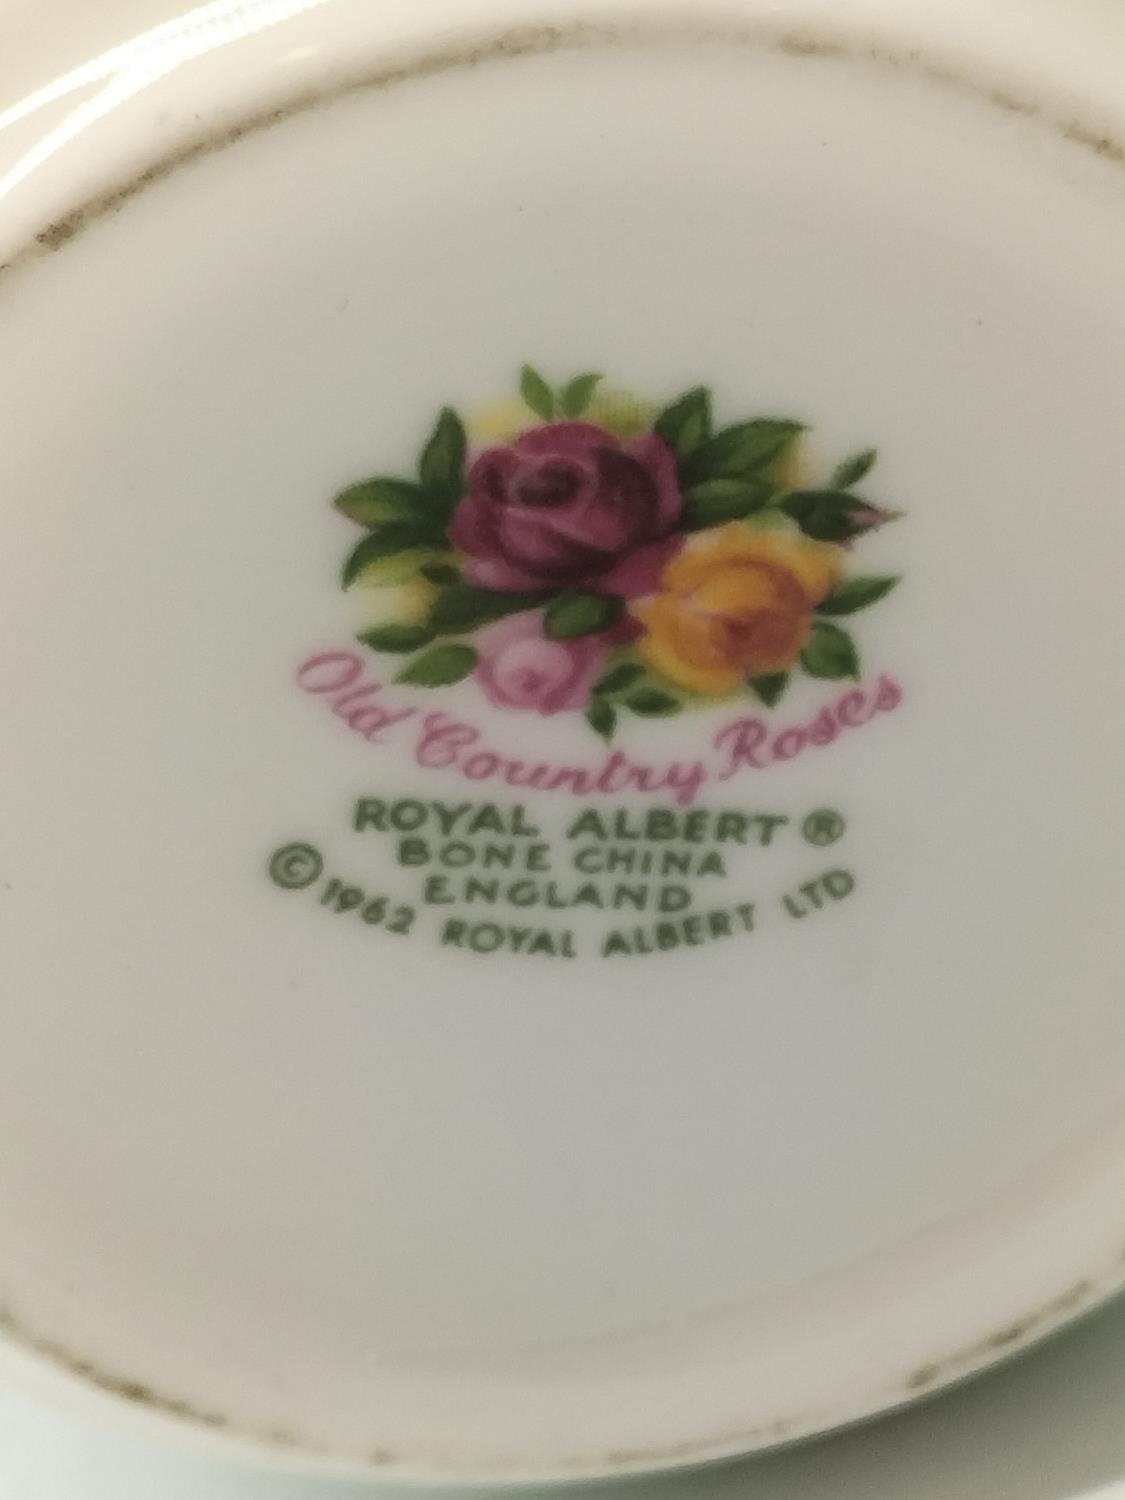 Old Country Roses
ROYAL ALBERT ®
BONE CHINA
ENGLAND
© 1962 ROYAL ALBERT LTD